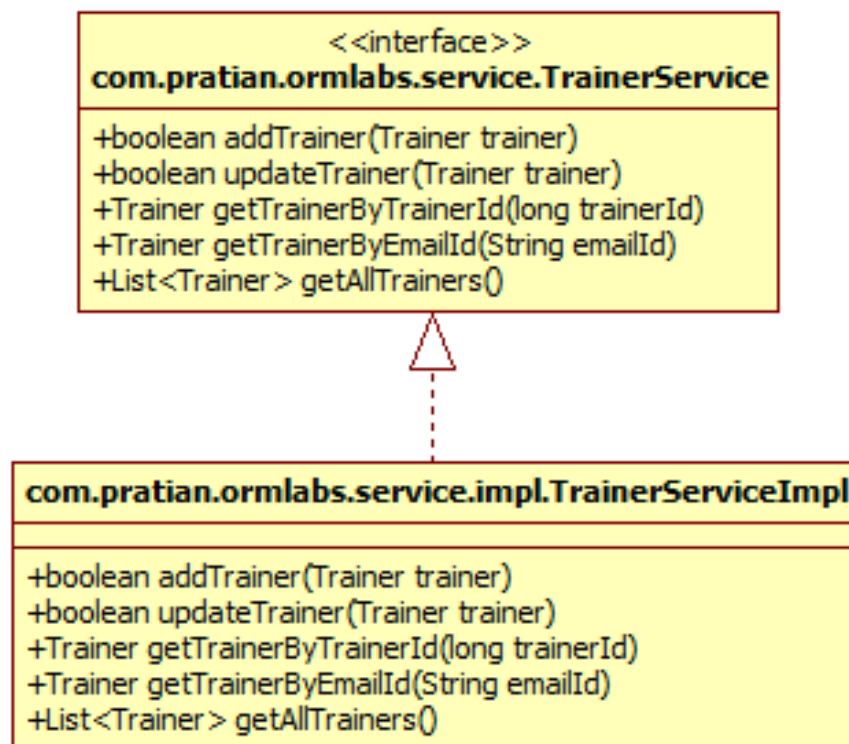 <<interface>>
com.pratian.ormlabs.service.TrainerService
+boolean addTrainer(Trainer trainer)
+boolean updateTrainer(Trainer trainer)
+Trainer getTrainerByTrainerId(long trainerId)
+Trainer getTrainerByEmailId(String emailId)
+List<Trainer> getAllTrainers()
com.pratian.ormlabs.service.impl.TrainerServiceImpl
+boolean addTrainer(Trainer trainer)
+boolean updateTrainer(Trainer trainer)
+Trainer getTrainerByTrainerId(long trainerId)
+Trainer getTrainerByEmailId(String emailId)
+List<Trainer> getAllTrainers()